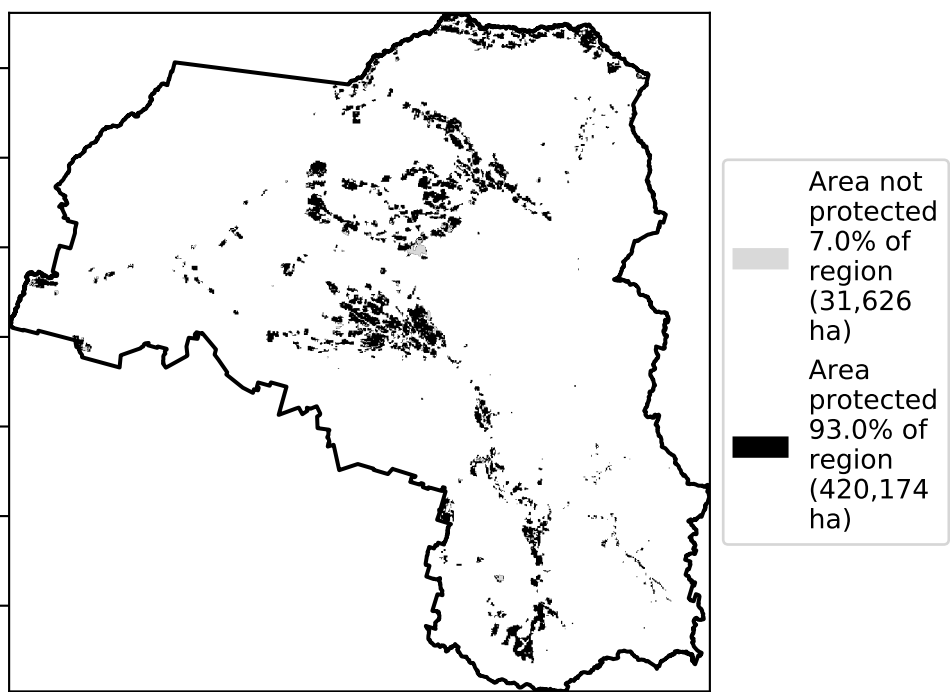 Area not
protected
7.0% of
region
(31,626
ha)
Area
protected
93.0% of
region
(420,174
ha)